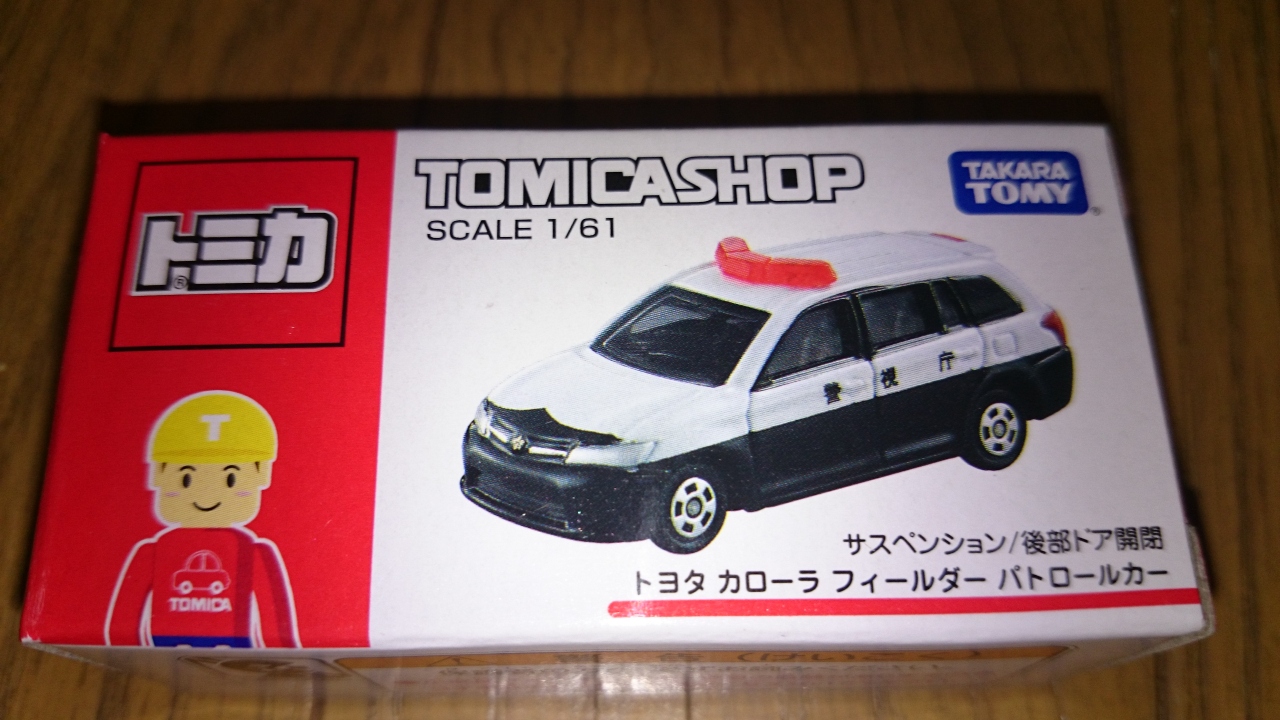 トミカ
TOMICASHOP
SCALE 1/61
TAKARA
TOMY
警視庁
T
TOMICA
サスペンション/後部ドア開閉
トヨタ カローラ フィールダー パトロールカー